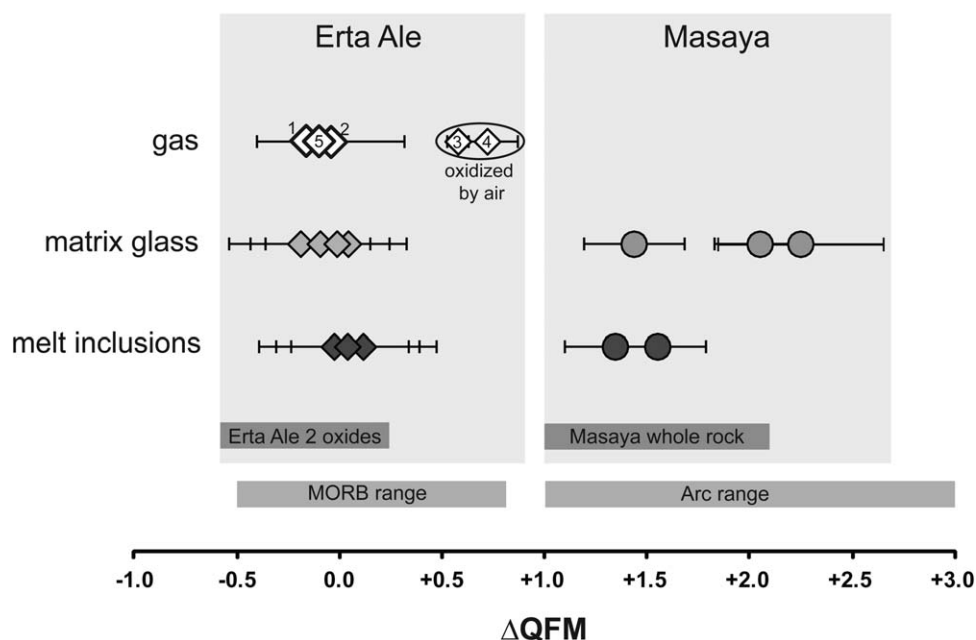 Erta Ale
Masaya
gas
1
5
2
3
4
oxidized
by air
matrix glass
melt inclusions
Erta Ale 2 oxides
Masaya whole rock
MORB range
Arc range
-1.0
-0.5
0.0
+0.5
+1.0
+1.5
+2.0
+2.5
+3.0
ΔQFM